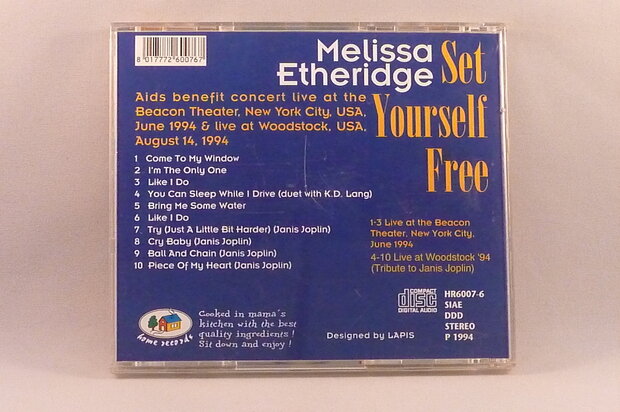 8 017772 600767
Melissa
Etheridge
Set
Yourself
Free
Aids benefit concert live at the
Beacon Theater, New York City, USA,
June 1994 & live at Woodstock, USA,
August 14, 1994
1 Come To My Window
2 I'm The Only One
3 Like I Do
4 You Can Sleep While I Drive (duet with K.D. Lang)
5 Bring Me Some Water
6 Like I Do
7 Try (Just A Little Bit Harder) (Janis Joplin)
8 Cry Baby (Janis Joplin)
9 Ball And Chain (Janis Joplin)
10 Piece Of My Heart (Janis Joplin)
1-3 Live at the Beacon
Theater, New York City,
June 1994
4-10 Live at Woodstock '94
(Tribute to Janis Joplin)
COMPACT
disc
DIGITAL AUDIO
HR6007-6
SIAE
DDD
STEREO
P 1994
home records
Cooked in mama's
kitchen with the best
quality ingredients!
Sit down and enjoy!
Designed by LAPIS